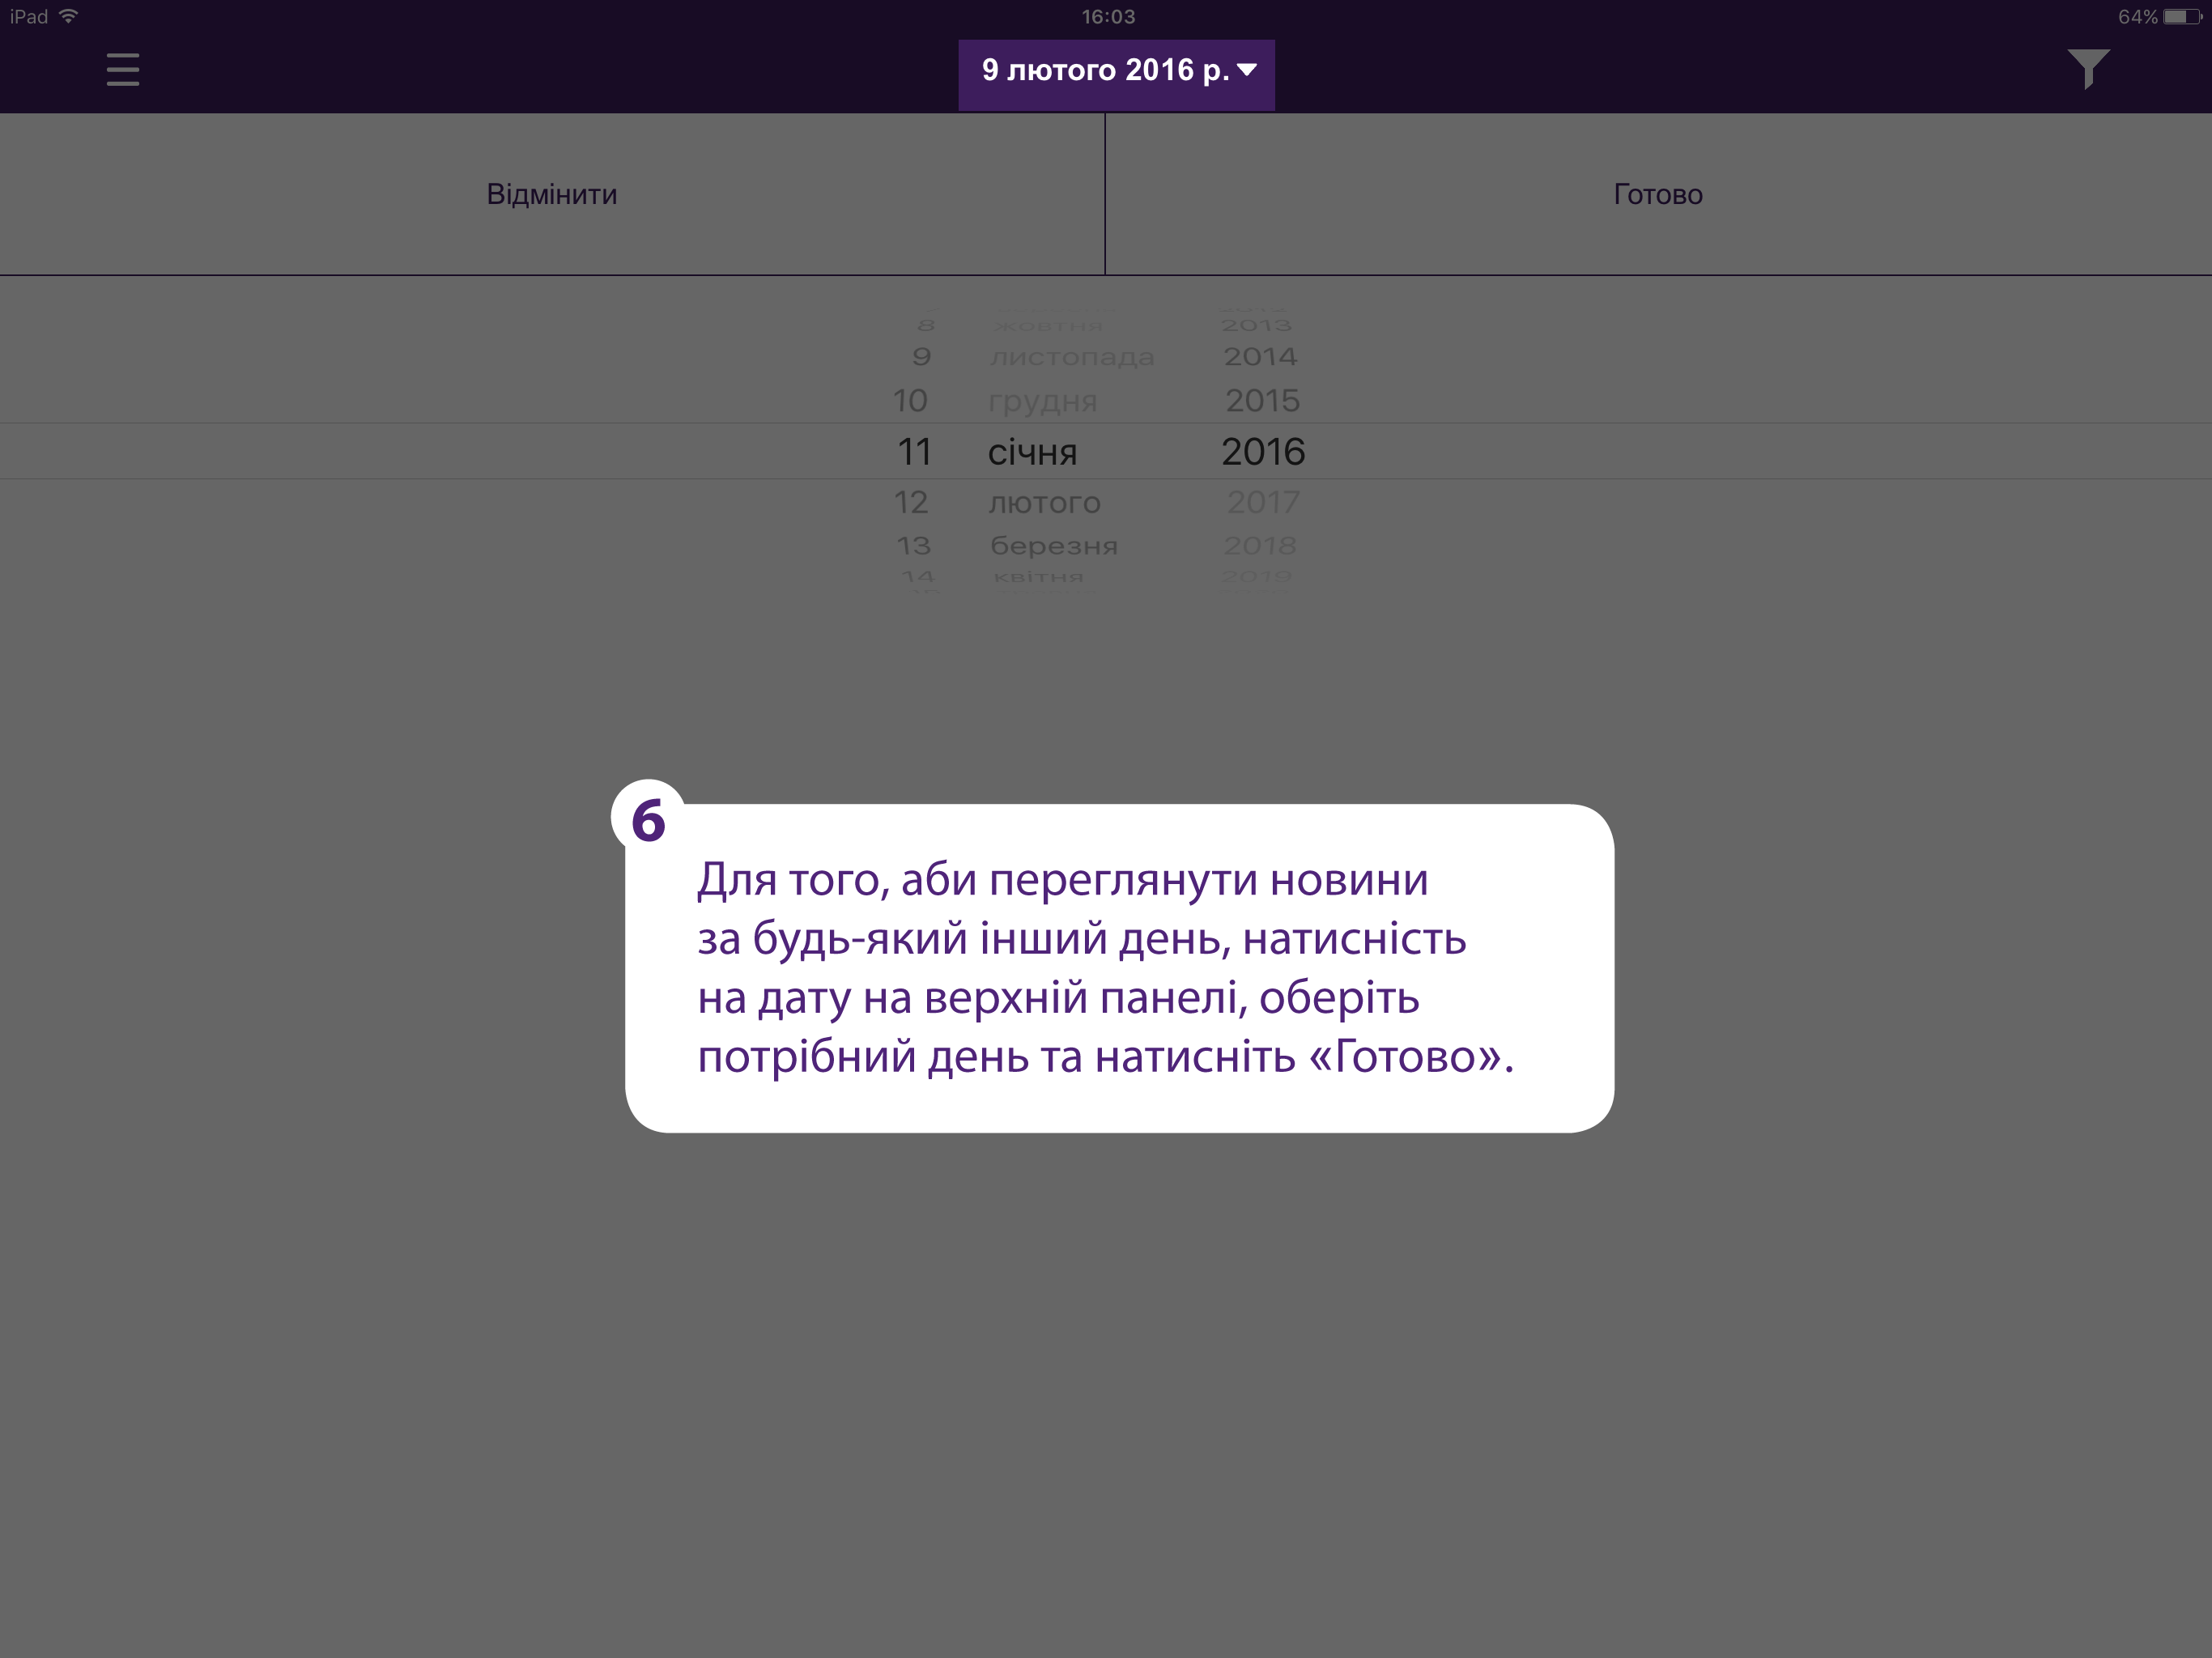 iPad 16:03 64%
9 лютого 2016 р.
Відмінити Готово
8 жовтня 2013
9 листопада 2014
10 грудня 2015
11 січня 2016
12 лютого 2017
13 березня 2018
14 квітня 2019
6
Для того, аби переглянути новини
за будь-який інший день, натисність
на дату на верхній панелі, оберіть
потрібний день та натисніть «Готово».